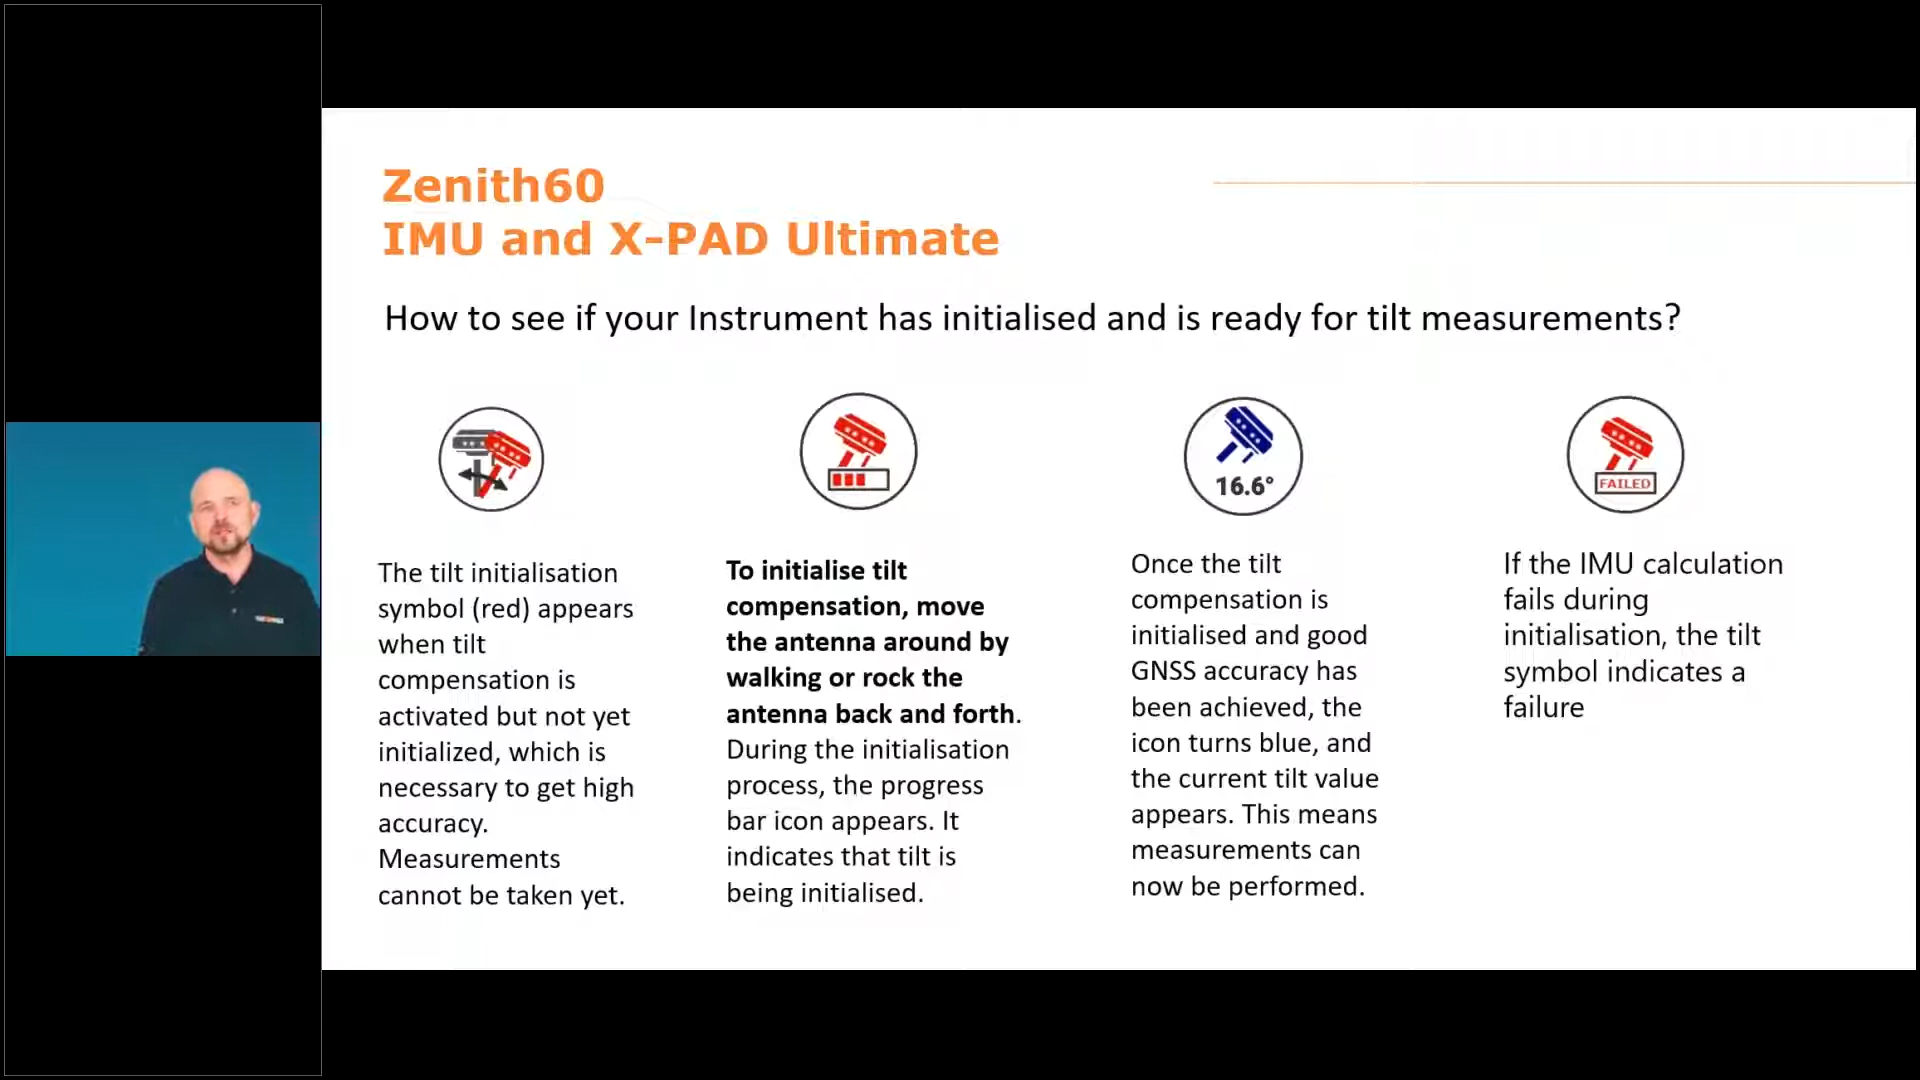 Zenith60
IMU and X-PAD Ultimate
How to see if your Instrument has initialised and is ready for tilt measurements?
16.6°
FAILED
The tilt initialisation
symbol (red) appears
when tilt
compensation is
activated but not yet
initialized, which is
necessary to get high
accuracy.
Measurements
cannot be taken yet.
To initialise tilt
compensation, move
the antenna around by
walking or rock the
antenna back and forth.
During the initialisation
process, the progress
bar icon appears. It
indicates that tilt is
being initialised.
Once the tilt
compensation is
initialised and good
GNSS accuracy has
been achieved, the
icon turns blue, and
the current tilt value
appears. This means
measurements can
now be performed.
If the IMU calculation
fails during
initialisation, the tilt
symbol indicates a
failure